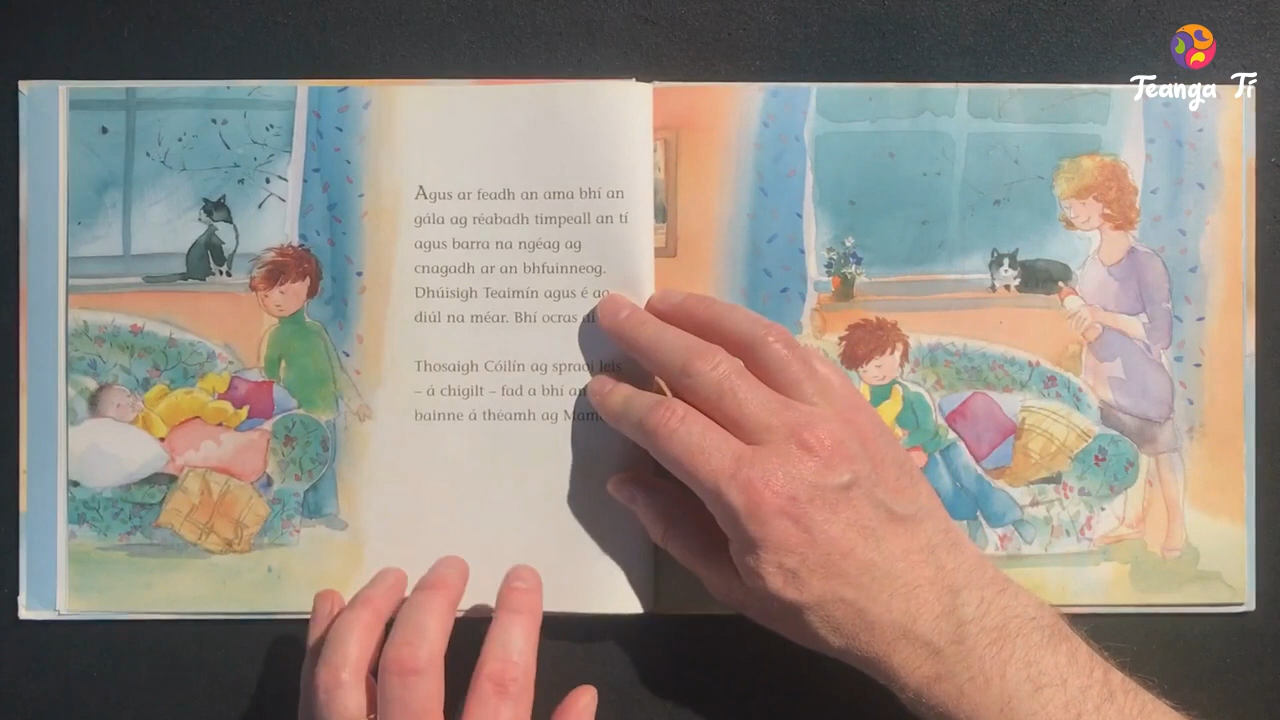 Teanga Tí
Agus ar feadh an ama bhí an
gála ag réabadh timpeall an tí
agus barra na ngéag ag
cnagadh ar an bhfuinneog.
Dhúisigh Teaimín agus é ag
diúl na méar. Bhí ocras
Thosaigh Cóilín ag spraoi leis
– á chigilt – fad a bhí an
bainne á théamh ag